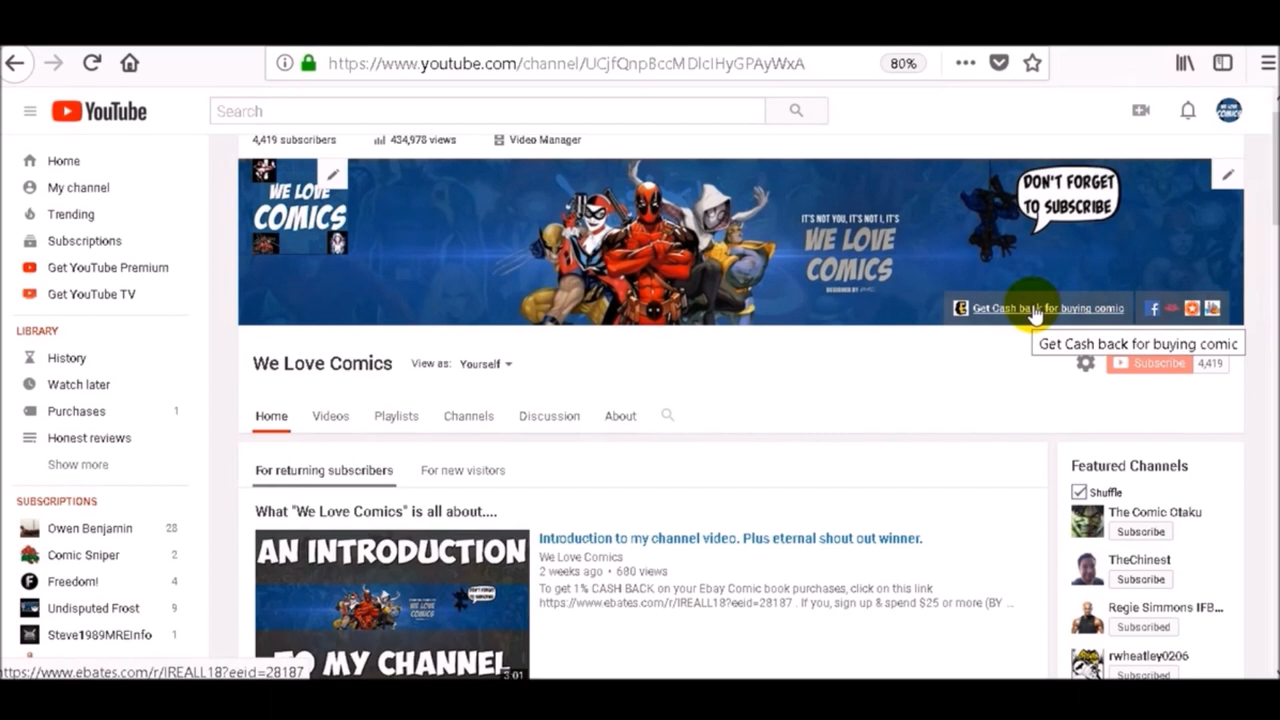 https://www.youtube.com/channel/UCjfQnpBccMDlcIHyGPAyWxA
80%
YouTube
Search
WE LOVE COMICS
4,419 subscribers
434,978 views
Video Manager
Home
My channel
Trending
Subscriptions
Get YouTube Premium
Get YouTube TV
LIBRARY
History
Watch later
Purchases 1
Honest reviews
Show more
SUBSCRIPTIONS
Owen Benjamin 28
Comic Sniper 2
Freedom! 4
Undisputed Frost 9
Steve1989MREInfo 1
https://www.ebates.com/r/IREALL18?eeid=28187
WE LOVE
COMICS
IT'S NOT YOU, IT'S NOT I, IT'S
WE LOVE
COMICS
DESIGNED BY
DON'T FORGET
TO SUBSCRIBE
Get Cash back for buying comic
Get Cash back for buying comic
We Love Comics
View as: Yourself
Subscribe 4,419
Home Videos Playlists Channels Discussion About
For returning subscribers For new visitors
What "We Love Comics" is all about....
AN INTRODUCTION
TO MY CHANNEL
3:01
Introduction to my channel video. Plus eternal shout out winner.
We Love Comics
2 weeks ago • 680 views
To get 1% CASH BACK on your Ebay Comic book purchases, click on this link
https://www.ebates.com/r/IREALL18?eeid=28187 . If you, sign up & spend $25 or more (BY ...
Featured Channels
Shuffle
The Comic Otaku
Subscribe
TheChinest
Subscribe
Regie Simmons IFB...
Subscribed
rwheatley0206
Subscribed